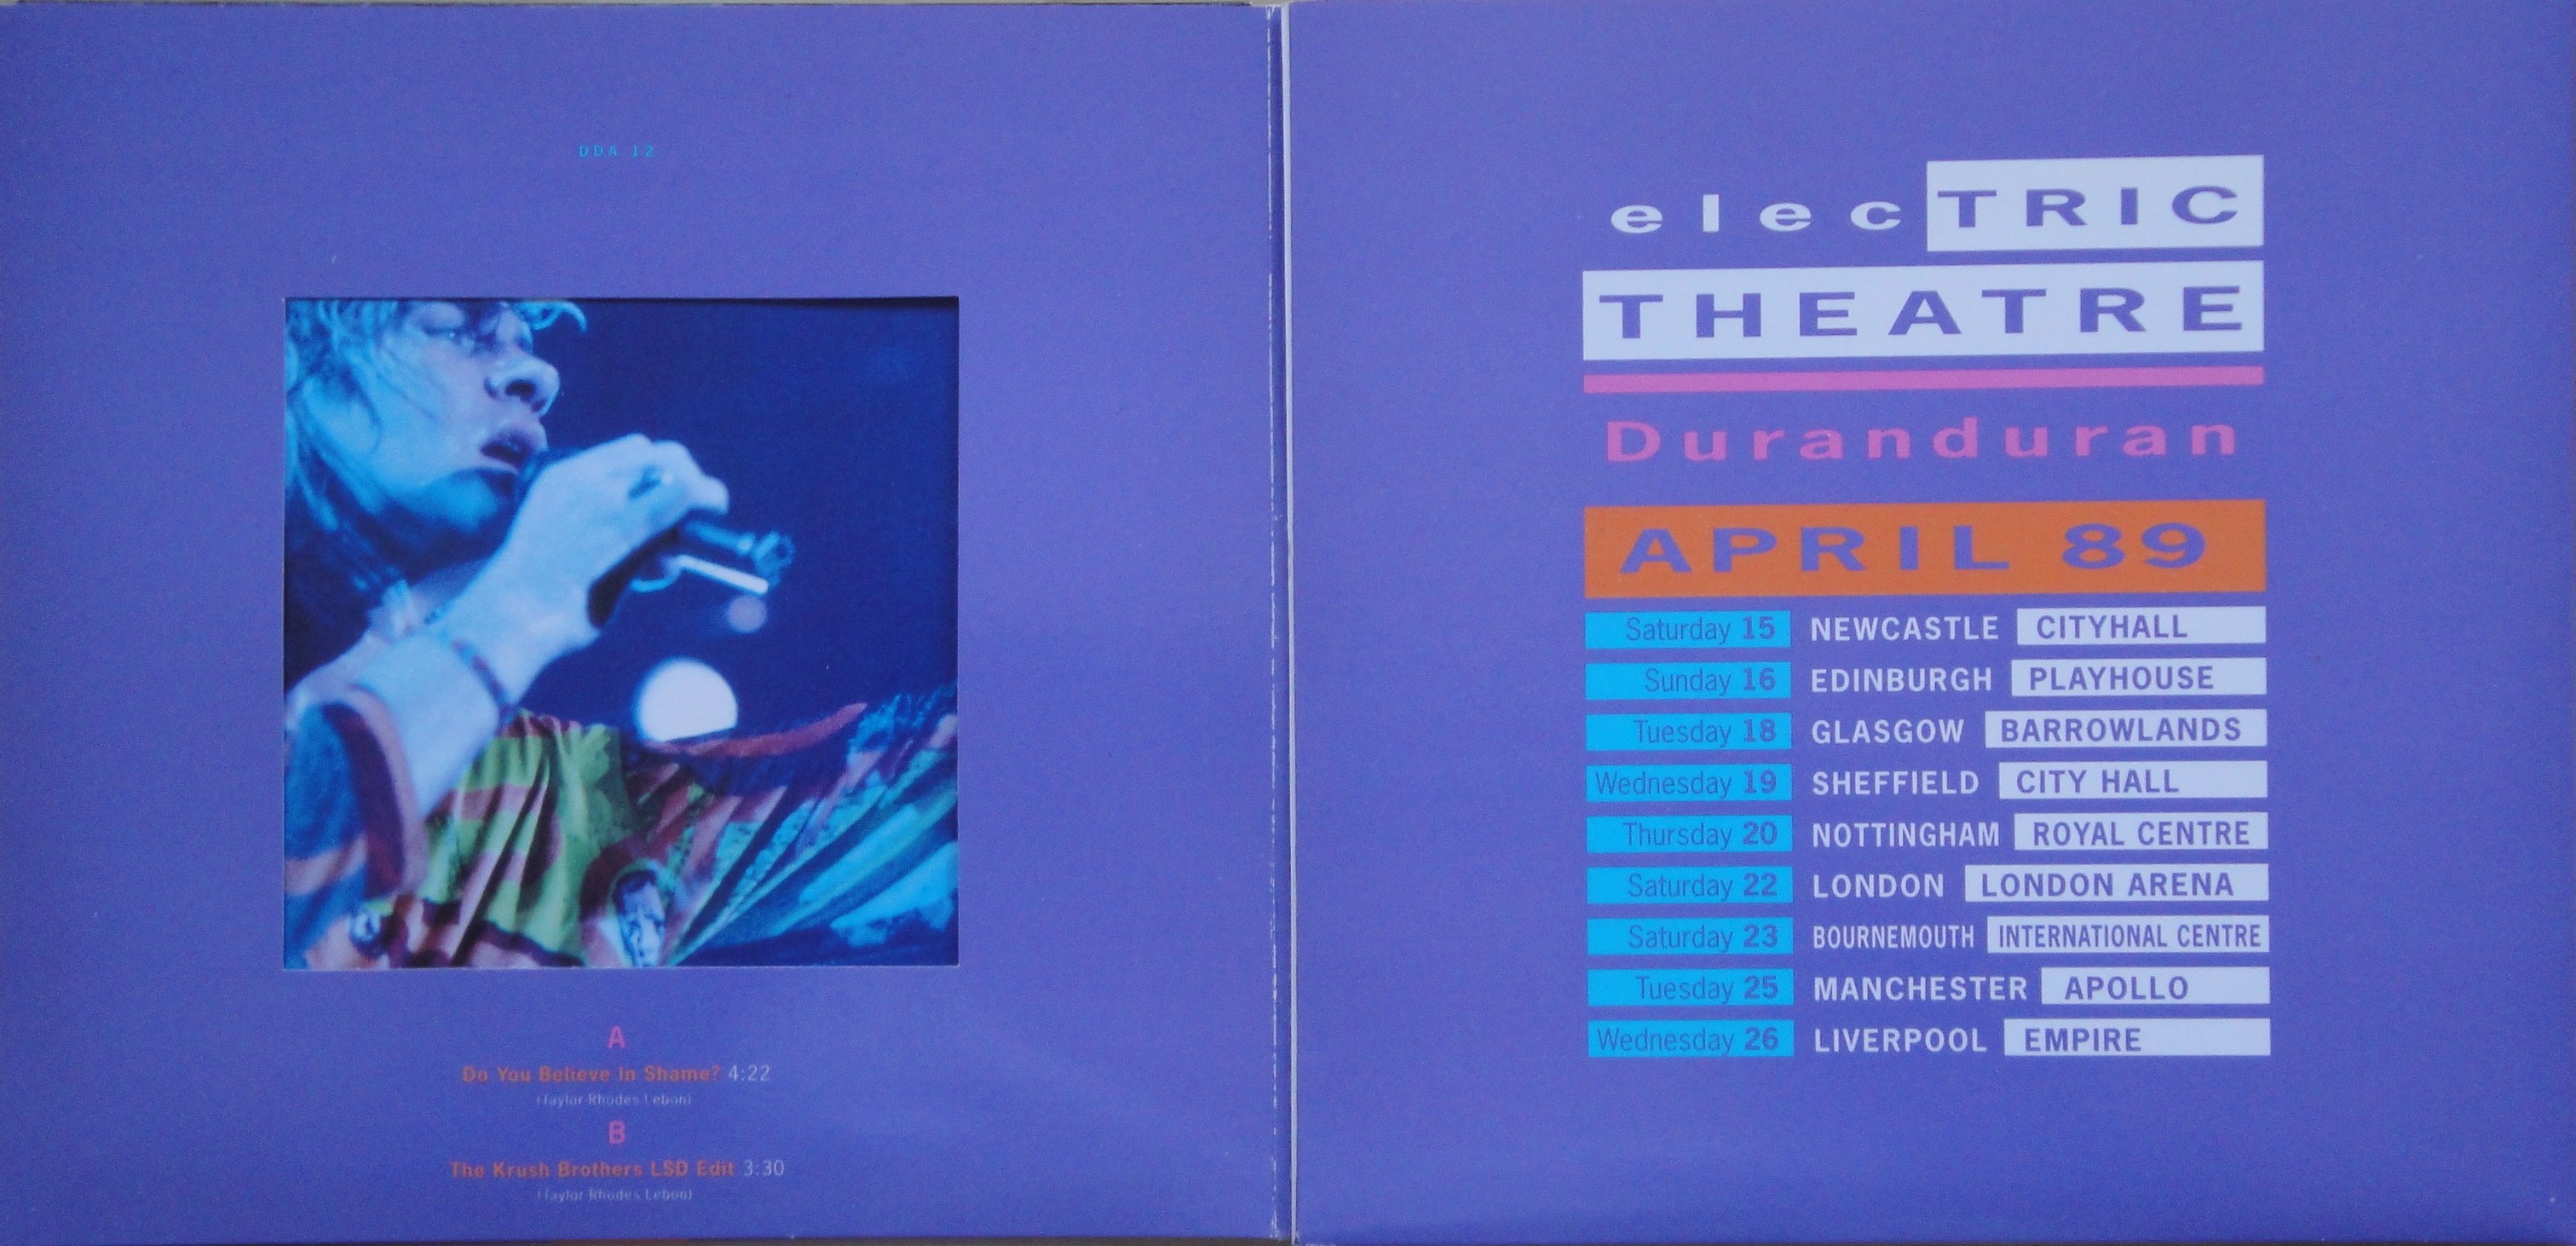 DDA 12
A
Do You Believe In Shame? 4:22
(Taylor Rhodes Lebon)
B
The Krush Brothers LSD Edit 3:30
(Taylor Rhodes Lebon)
elecTRIC
THEATRE
Duranduran
APRIL 89
Saturday 15 NEWCASTLE CITYHALL
Sunday 16 EDINBURGH PLAYHOUSE
Tuesday 18 GLASGOW BARROWLANDS
Wednesday 19 SHEFFIELD CITY HALL
Thursday 20 NOTTINGHAM ROYAL CENTRE
Saturday 22 LONDON LONDON ARENA
Saturday 23 BOURNEMOUTH INTERNATIONAL CENTRE
Tuesday 25 MANCHESTER APOLLO
Wednesday 26 LIVERPOOL EMPIRE